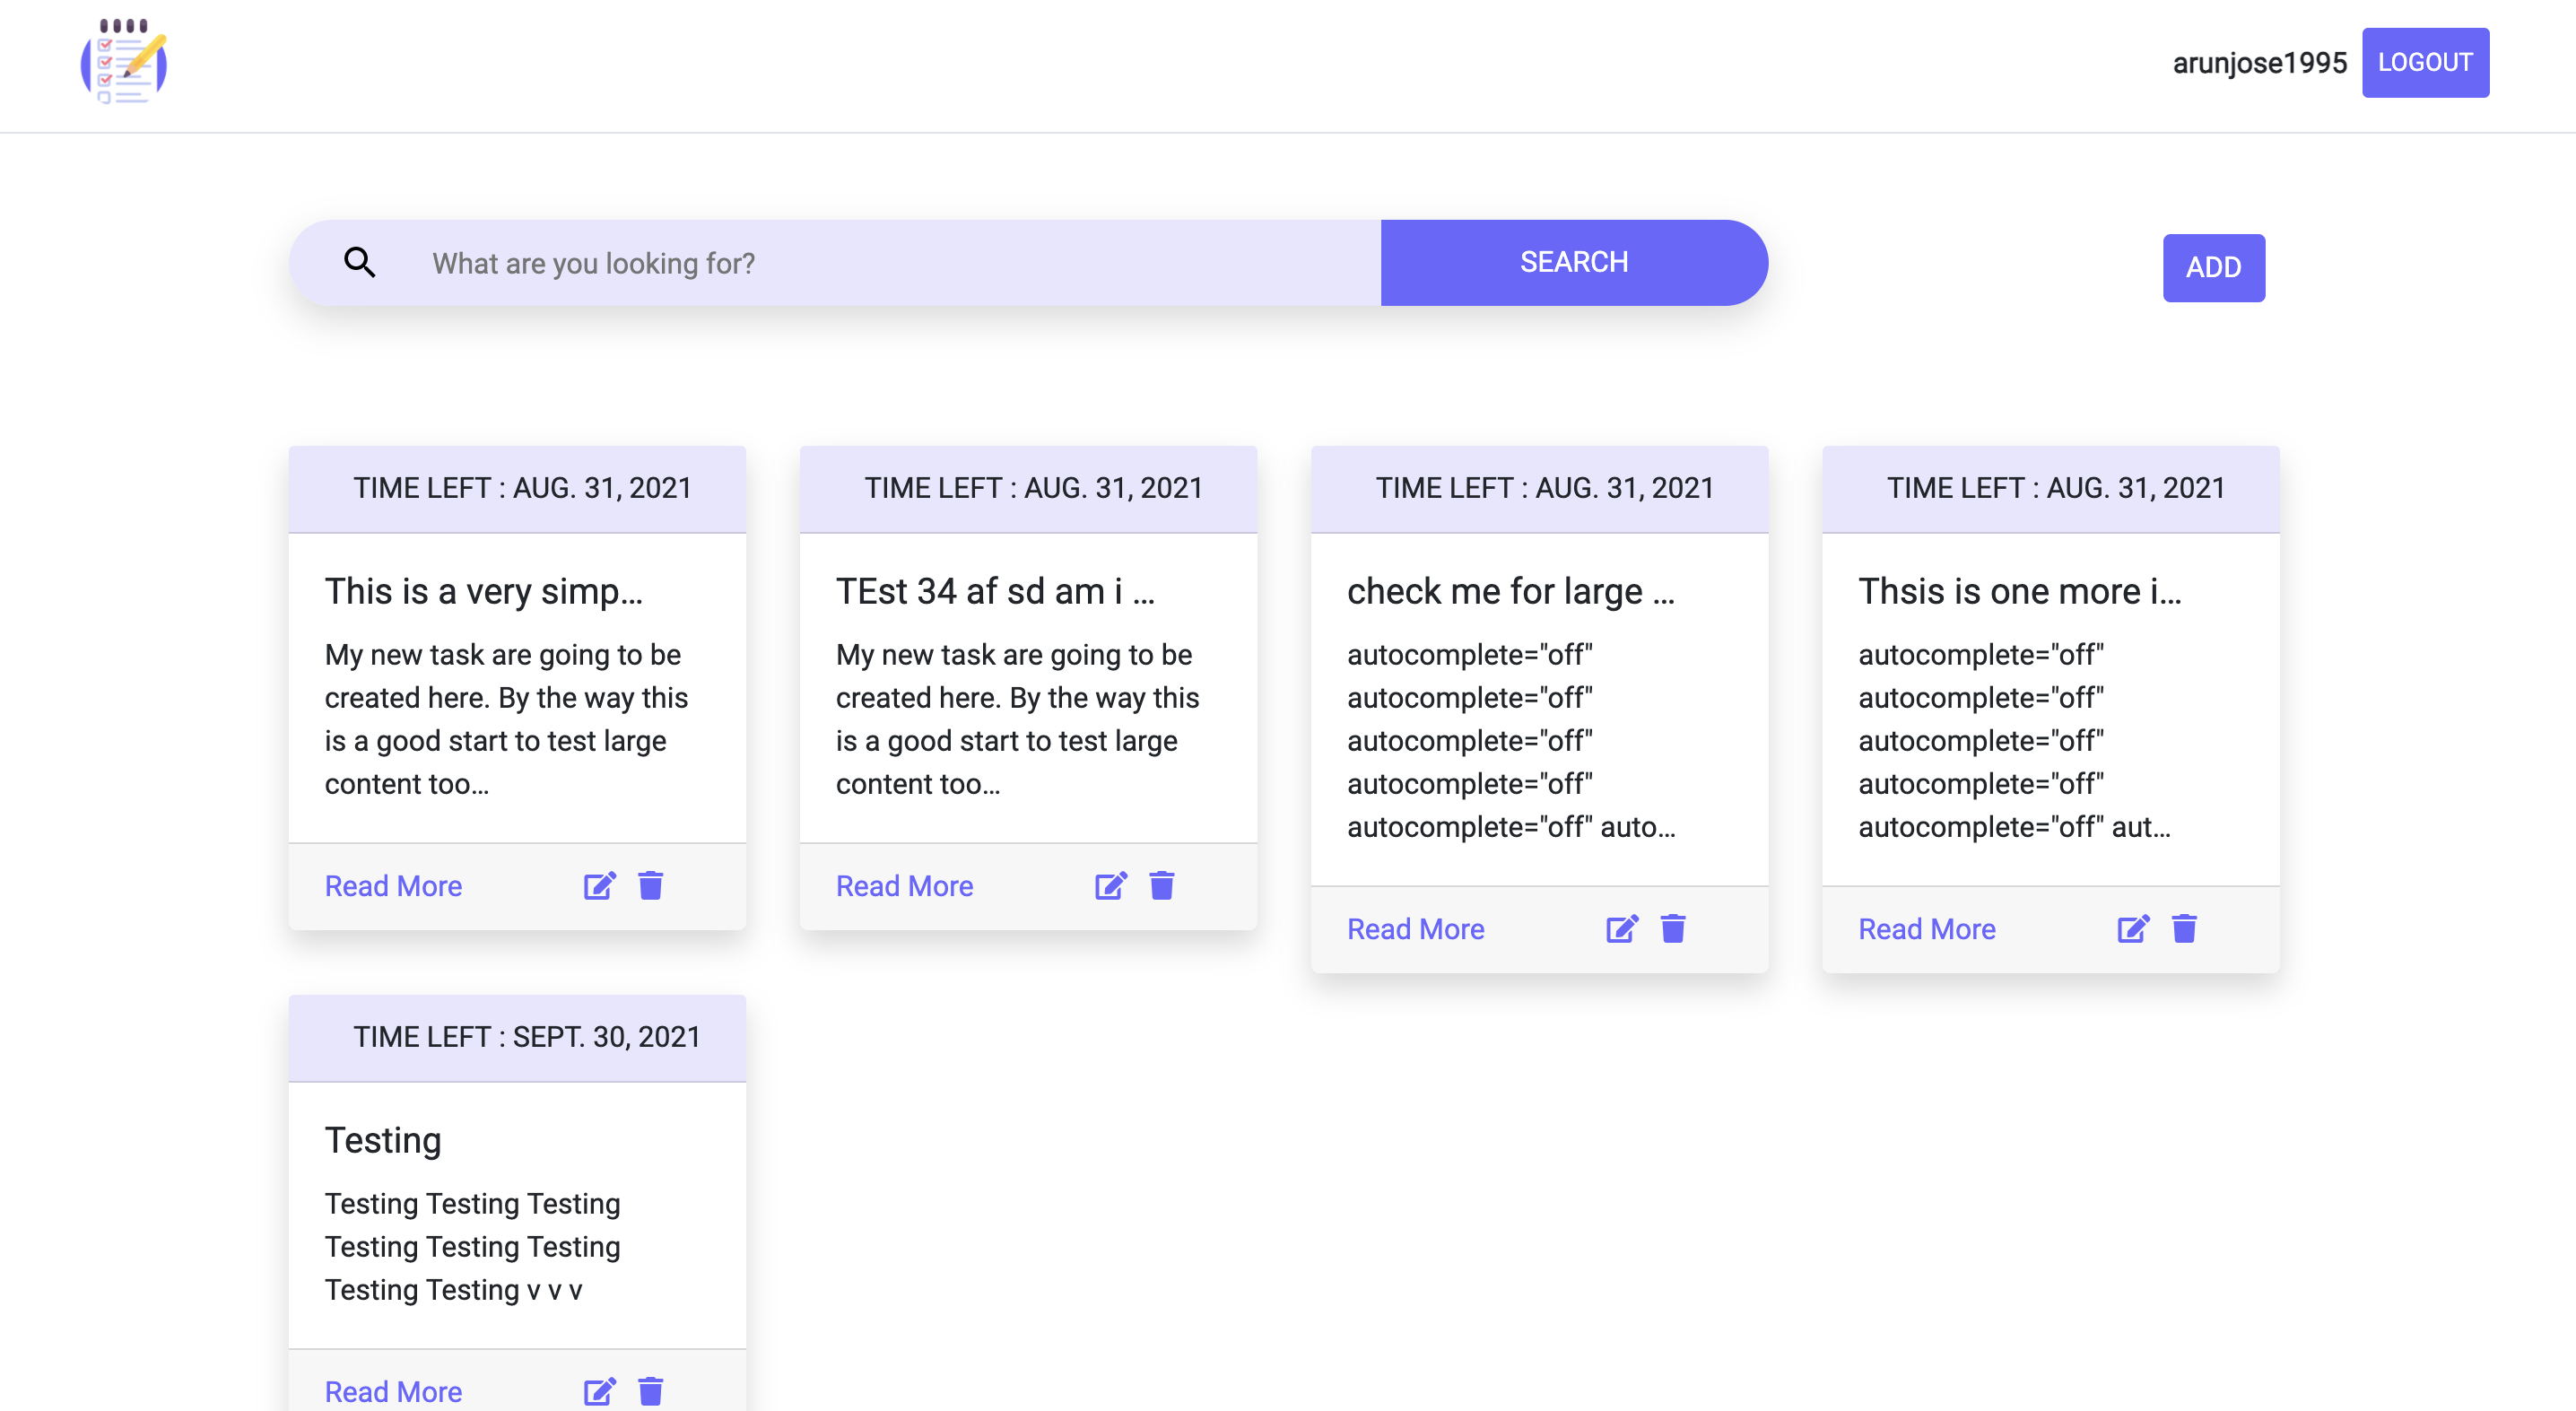 arunjose1995
LOGOUT
What are you looking for?
SEARCH
ADD
TIME LEFT : AUG. 31, 2021
This is a very simp...
My new task are going to be
created here. By the way this
is a good start to test large
content too...
Read More
TIME LEFT : AUG. 31, 2021
TEst 34 af sd am i ...
My new task are going to be
created here. By the way this
is a good start to test large
content too...
Read More
TIME LEFT : AUG. 31, 2021
check me for large ...
autocomplete="off"
autocomplete="off"
autocomplete="off"
autocomplete="off"
autocomplete="off" auto...
Read More
TIME LEFT : AUG. 31, 2021
Thsis is one more i...
autocomplete="off"
autocomplete="off"
autocomplete="off"
autocomplete="off"
autocomplete="off" aut...
Read More
TIME LEFT : SEPT. 30, 2021
Testing
Testing Testing Testing
Testing Testing Testing
Testing Testing v v v
Read More